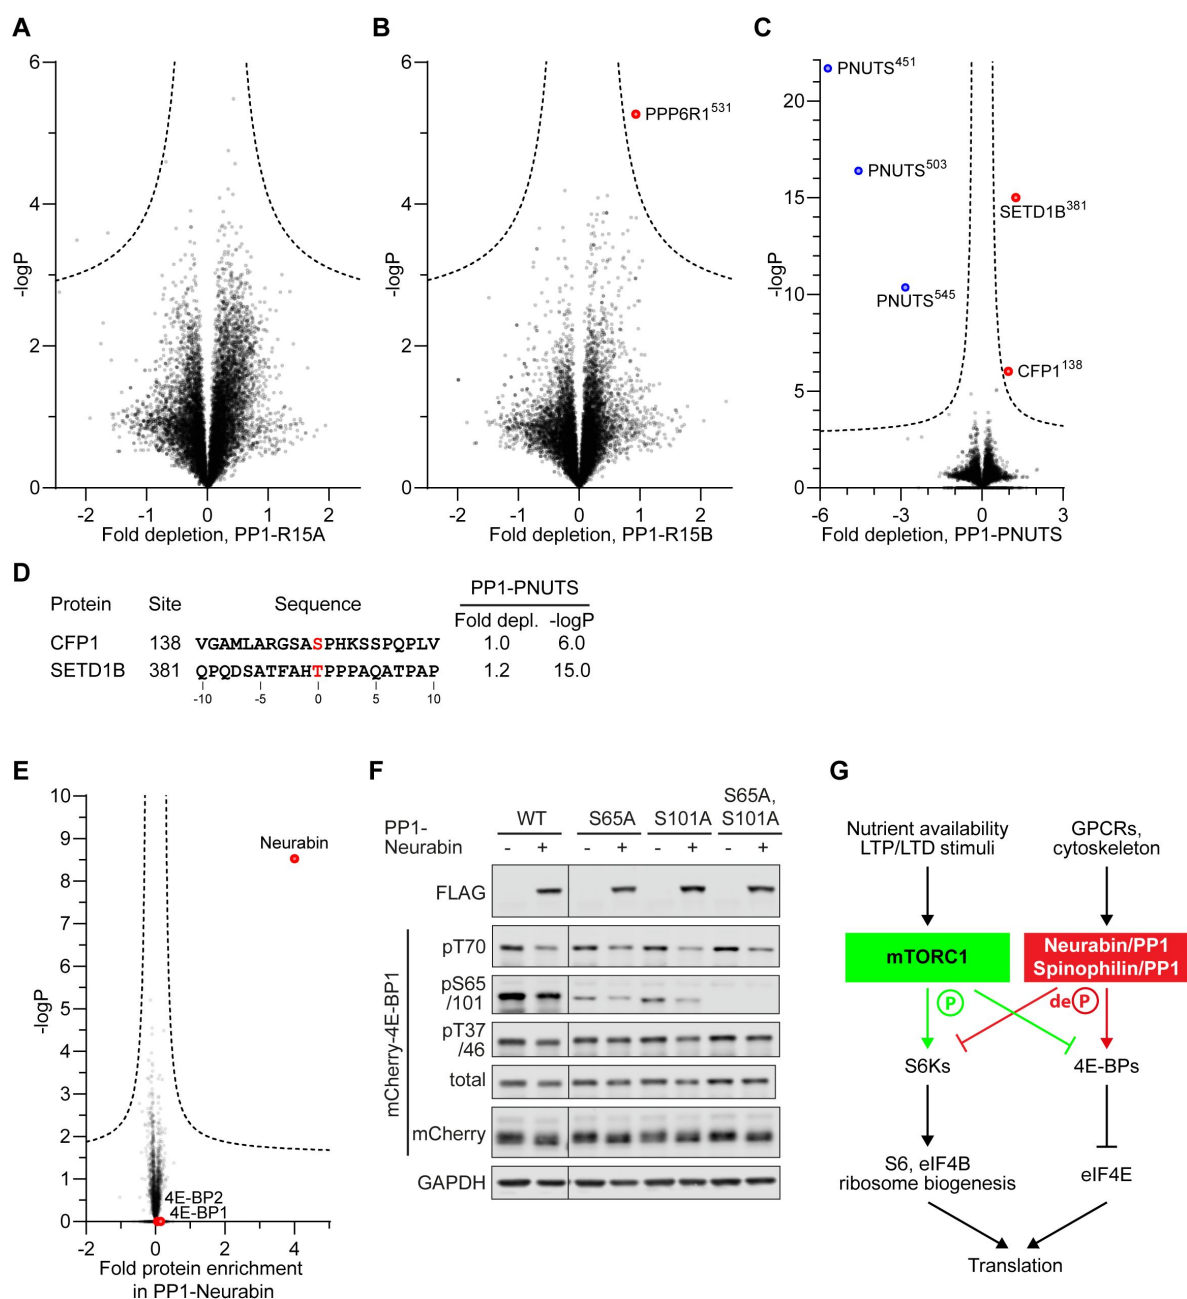 A
6
4
2
0
-logP
-2
-1
0
1
2
Fold depletion, PP1-R15A
B
6
4
2
0
-logP
PPP6R1531
-2
-1
0
1
2
Fold depletion, PP1-R15B
C
20
15
10
5
0
-logP
PNUTS451
PNUTS503
SETD1B381
PNUTS545
CFP1138
-6
-3
0
3
Fold depletion, PP1-PNUTS
D
PP1-PNUTS
Protein Site Sequence
Fold depl. -logP
CFP1 138 VGAMLARGSASPHKSSPQPLV 1.0 6.0
SETD1B 381 QPQDSATFAHTPPPAQATPAP 1.2 15.0
-10 -5 0 5 10
E
10
9
8
7
6
5
4
3
2
1
0
-logP
Neurabin
4E-BP2
4E-BP1
-2 0 2 4
Fold protein enrichment
in PP1-Neurabin
F
S65A,
WT S65A S101A S101A
PP1-
Neurabin - + - + - + - +
FLAG
mCherry-4E-BP1
pT70
pS65
/101
pT37
/46
total
mCherry
GAPDH
G
Nutrient availability
LTP/LTD stimuli
GPCRs,
cytoskeleton
mTORC1
Neurabin/PP1
Spinophilin/PP1
P
deP
S6Ks
4E-BPs
S6, eIF4B
ribosome biogenesis
eIF4E
Translation